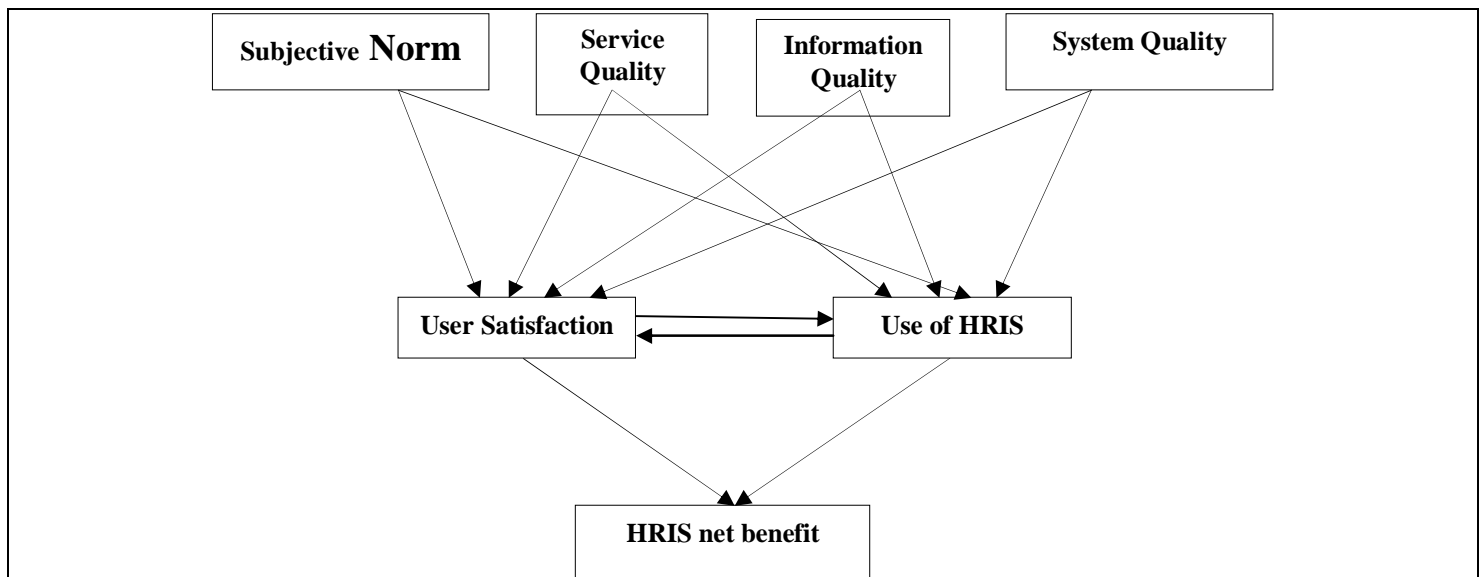 Subjective Norm
Service
Quality
Information
Quality
System Quality
User Satisfaction
Use of HRIS
HRIS net benefit